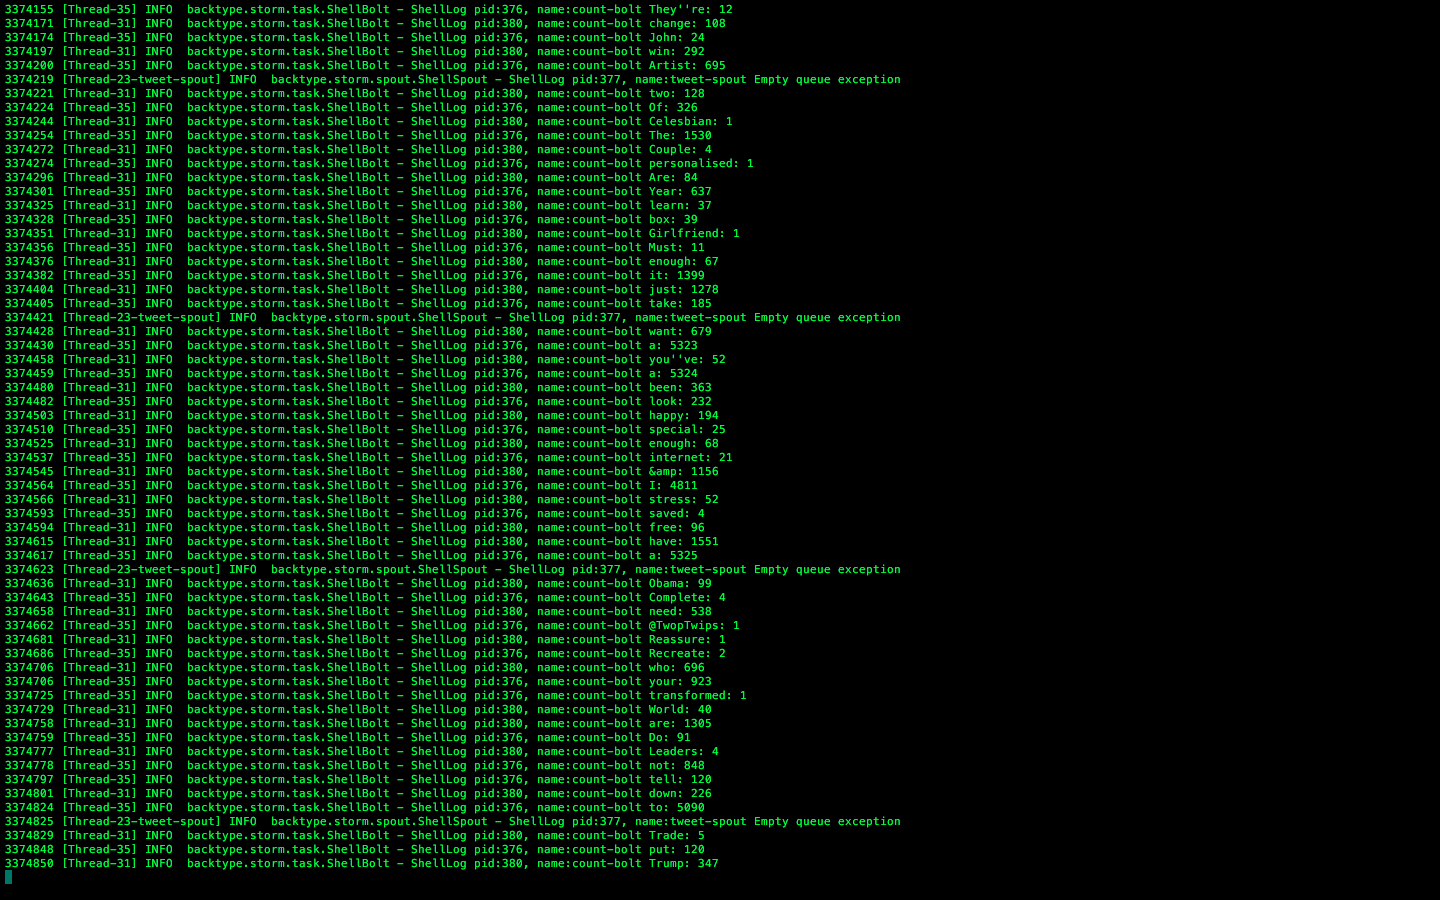 3374155 [Thread-35] INFO  backtype.storm.task.ShellBolt - ShellLog pid:376, name:count-bolt They''re: 12
3374171 [Thread-31] INFO  backtype.storm.task.ShellBolt - ShellLog pid:380, name:count-bolt change: 108
3374174 [Thread-35] INFO  backtype.storm.task.ShellBolt - ShellLog pid:376, name:count-bolt John: 24
3374197 [Thread-31] INFO  backtype.storm.task.ShellBolt - ShellLog pid:380, name:count-bolt win: 292
3374200 [Thread-35] INFO  backtype.storm.task.ShellBolt - ShellLog pid:376, name:count-bolt Artist: 695
3374219 [Thread-23-tweet-spout] INFO  backtype.storm.spout.ShellSpout - ShellLog pid:377, name:tweet-spout Empty queue exception
3374221 [Thread-31] INFO  backtype.storm.task.ShellBolt - ShellLog pid:380, name:count-bolt two: 128
3374224 [Thread-35] INFO  backtype.storm.task.ShellBolt - ShellLog pid:376, name:count-bolt Of: 326
3374244 [Thread-31] INFO  backtype.storm.task.ShellBolt - ShellLog pid:380, name:count-bolt Celesbian: 1
3374254 [Thread-35] INFO  backtype.storm.task.ShellBolt - ShellLog pid:376, name:count-bolt The: 1530
3374272 [Thread-31] INFO  backtype.storm.task.ShellBolt - ShellLog pid:380, name:count-bolt Couple: 4
3374274 [Thread-35] INFO  backtype.storm.task.ShellBolt - ShellLog pid:376, name:count-bolt personalised: 1
3374296 [Thread-31] INFO  backtype.storm.task.ShellBolt - ShellLog pid:380, name:count-bolt Are: 84
3374301 [Thread-35] INFO  backtype.storm.task.ShellBolt - ShellLog pid:376, name:count-bolt Year: 637
3374325 [Thread-31] INFO  backtype.storm.task.ShellBolt - ShellLog pid:380, name:count-bolt learn: 37
3374328 [Thread-35] INFO  backtype.storm.task.ShellBolt - ShellLog pid:376, name:count-bolt box: 39
3374351 [Thread-31] INFO  backtype.storm.task.ShellBolt - ShellLog pid:380, name:count-bolt Girlfriend: 1
3374356 [Thread-35] INFO  backtype.storm.task.ShellBolt - ShellLog pid:376, name:count-bolt Must: 11
3374376 [Thread-31] INFO  backtype.storm.task.ShellBolt - ShellLog pid:380, name:count-bolt enough: 67
3374382 [Thread-35] INFO  backtype.storm.task.ShellBolt - ShellLog pid:376, name:count-bolt it: 1399
3374404 [Thread-31] INFO  backtype.storm.task.ShellBolt - ShellLog pid:380, name:count-bolt just: 1278
3374405 [Thread-35] INFO  backtype.storm.task.ShellBolt - ShellLog pid:376, name:count-bolt take: 185
3374421 [Thread-23-tweet-spout] INFO  backtype.storm.spout.ShellSpout - ShellLog pid:377, name:tweet-spout Empty queue exception
3374428 [Thread-31] INFO  backtype.storm.task.ShellBolt - ShellLog pid:380, name:count-bolt want: 679
3374430 [Thread-35] INFO  backtype.storm.task.ShellBolt - ShellLog pid:376, name:count-bolt a: 5323
3374458 [Thread-31] INFO  backtype.storm.task.ShellBolt - ShellLog pid:380, name:count-bolt you''ve: 52
3374459 [Thread-35] INFO  backtype.storm.task.ShellBolt - ShellLog pid:376, name:count-bolt a: 5324
3374480 [Thread-31] INFO  backtype.storm.task.ShellBolt - ShellLog pid:380, name:count-bolt been: 363
3374482 [Thread-35] INFO  backtype.storm.task.ShellBolt - ShellLog pid:376, name:count-bolt look: 232
3374503 [Thread-31] INFO  backtype.storm.task.ShellBolt - ShellLog pid:380, name:count-bolt happy: 194
3374510 [Thread-35] INFO  backtype.storm.task.ShellBolt - ShellLog pid:376, name:count-bolt special: 25
3374525 [Thread-31] INFO  backtype.storm.task.ShellBolt - ShellLog pid:380, name:count-bolt enough: 68
3374537 [Thread-35] INFO  backtype.storm.task.ShellBolt - ShellLog pid:376, name:count-bolt internet: 21
3374545 [Thread-31] INFO  backtype.storm.task.ShellBolt - ShellLog pid:380, name:count-bolt &amp: 1156
3374564 [Thread-35] INFO  backtype.storm.task.ShellBolt - ShellLog pid:376, name:count-bolt I: 4811
3374566 [Thread-31] INFO  backtype.storm.task.ShellBolt - ShellLog pid:380, name:count-bolt stress: 52
3374593 [Thread-35] INFO  backtype.storm.task.ShellBolt - ShellLog pid:376, name:count-bolt saved: 4
3374594 [Thread-31] INFO  backtype.storm.task.ShellBolt - ShellLog pid:380, name:count-bolt free: 96
3374615 [Thread-31] INFO  backtype.storm.task.ShellBolt - ShellLog pid:380, name:count-bolt have: 1551
3374617 [Thread-35] INFO  backtype.storm.task.ShellBolt - ShellLog pid:376, name:count-bolt a: 5325
3374623 [Thread-23-tweet-spout] INFO  backtype.storm.spout.ShellSpout - ShellLog pid:377, name:tweet-spout Empty queue exception
3374636 [Thread-31] INFO  backtype.storm.task.ShellBolt - ShellLog pid:380, name:count-bolt Obama: 99
3374643 [Thread-35] INFO  backtype.storm.task.ShellBolt - ShellLog pid:376, name:count-bolt Complete: 4
3374658 [Thread-31] INFO  backtype.storm.task.ShellBolt - ShellLog pid:380, name:count-bolt need: 538
3374662 [Thread-35] INFO  backtype.storm.task.ShellBolt - ShellLog pid:376, name:count-bolt @TwopTwips: 1
3374681 [Thread-31] INFO  backtype.storm.task.ShellBolt - ShellLog pid:380, name:count-bolt Reassure: 1
3374686 [Thread-35] INFO  backtype.storm.task.ShellBolt - ShellLog pid:376, name:count-bolt Recreate: 2
3374706 [Thread-31] INFO  backtype.storm.task.ShellBolt - ShellLog pid:380, name:count-bolt who: 696
3374706 [Thread-35] INFO  backtype.storm.task.ShellBolt - ShellLog pid:376, name:count-bolt your: 923
3374725 [Thread-35] INFO  backtype.storm.task.ShellBolt - ShellLog pid:376, name:count-bolt transformed: 1
3374729 [Thread-31] INFO  backtype.storm.task.ShellBolt - ShellLog pid:380, name:count-bolt World: 40
3374758 [Thread-31] INFO  backtype.storm.task.ShellBolt - ShellLog pid:380, name:count-bolt are: 1305
3374759 [Thread-35] INFO  backtype.storm.task.ShellBolt - ShellLog pid:376, name:count-bolt Do: 91
3374777 [Thread-31] INFO  backtype.storm.task.ShellBolt - ShellLog pid:380, name:count-bolt Leaders: 4
3374778 [Thread-35] INFO  backtype.storm.task.ShellBolt - ShellLog pid:376, name:count-bolt not: 848
3374797 [Thread-35] INFO  backtype.storm.task.ShellBolt - ShellLog pid:376, name:count-bolt tell: 120
3374801 [Thread-31] INFO  backtype.storm.task.ShellBolt - ShellLog pid:380, name:count-bolt down: 226
3374824 [Thread-35] INFO  backtype.storm.task.ShellBolt - ShellLog pid:376, name:count-bolt to: 5090
3374825 [Thread-23-tweet-spout] INFO  backtype.storm.spout.ShellSpout - ShellLog pid:377, name:tweet-spout Empty queue exception
3374829 [Thread-31] INFO  backtype.storm.task.ShellBolt - ShellLog pid:380, name:count-bolt Trade: 5
3374848 [Thread-35] INFO  backtype.storm.task.ShellBolt - ShellLog pid:376, name:count-bolt put: 120
3374850 [Thread-31] INFO  backtype.storm.task.ShellBolt - ShellLog pid:380, name:count-bolt Trump: 347